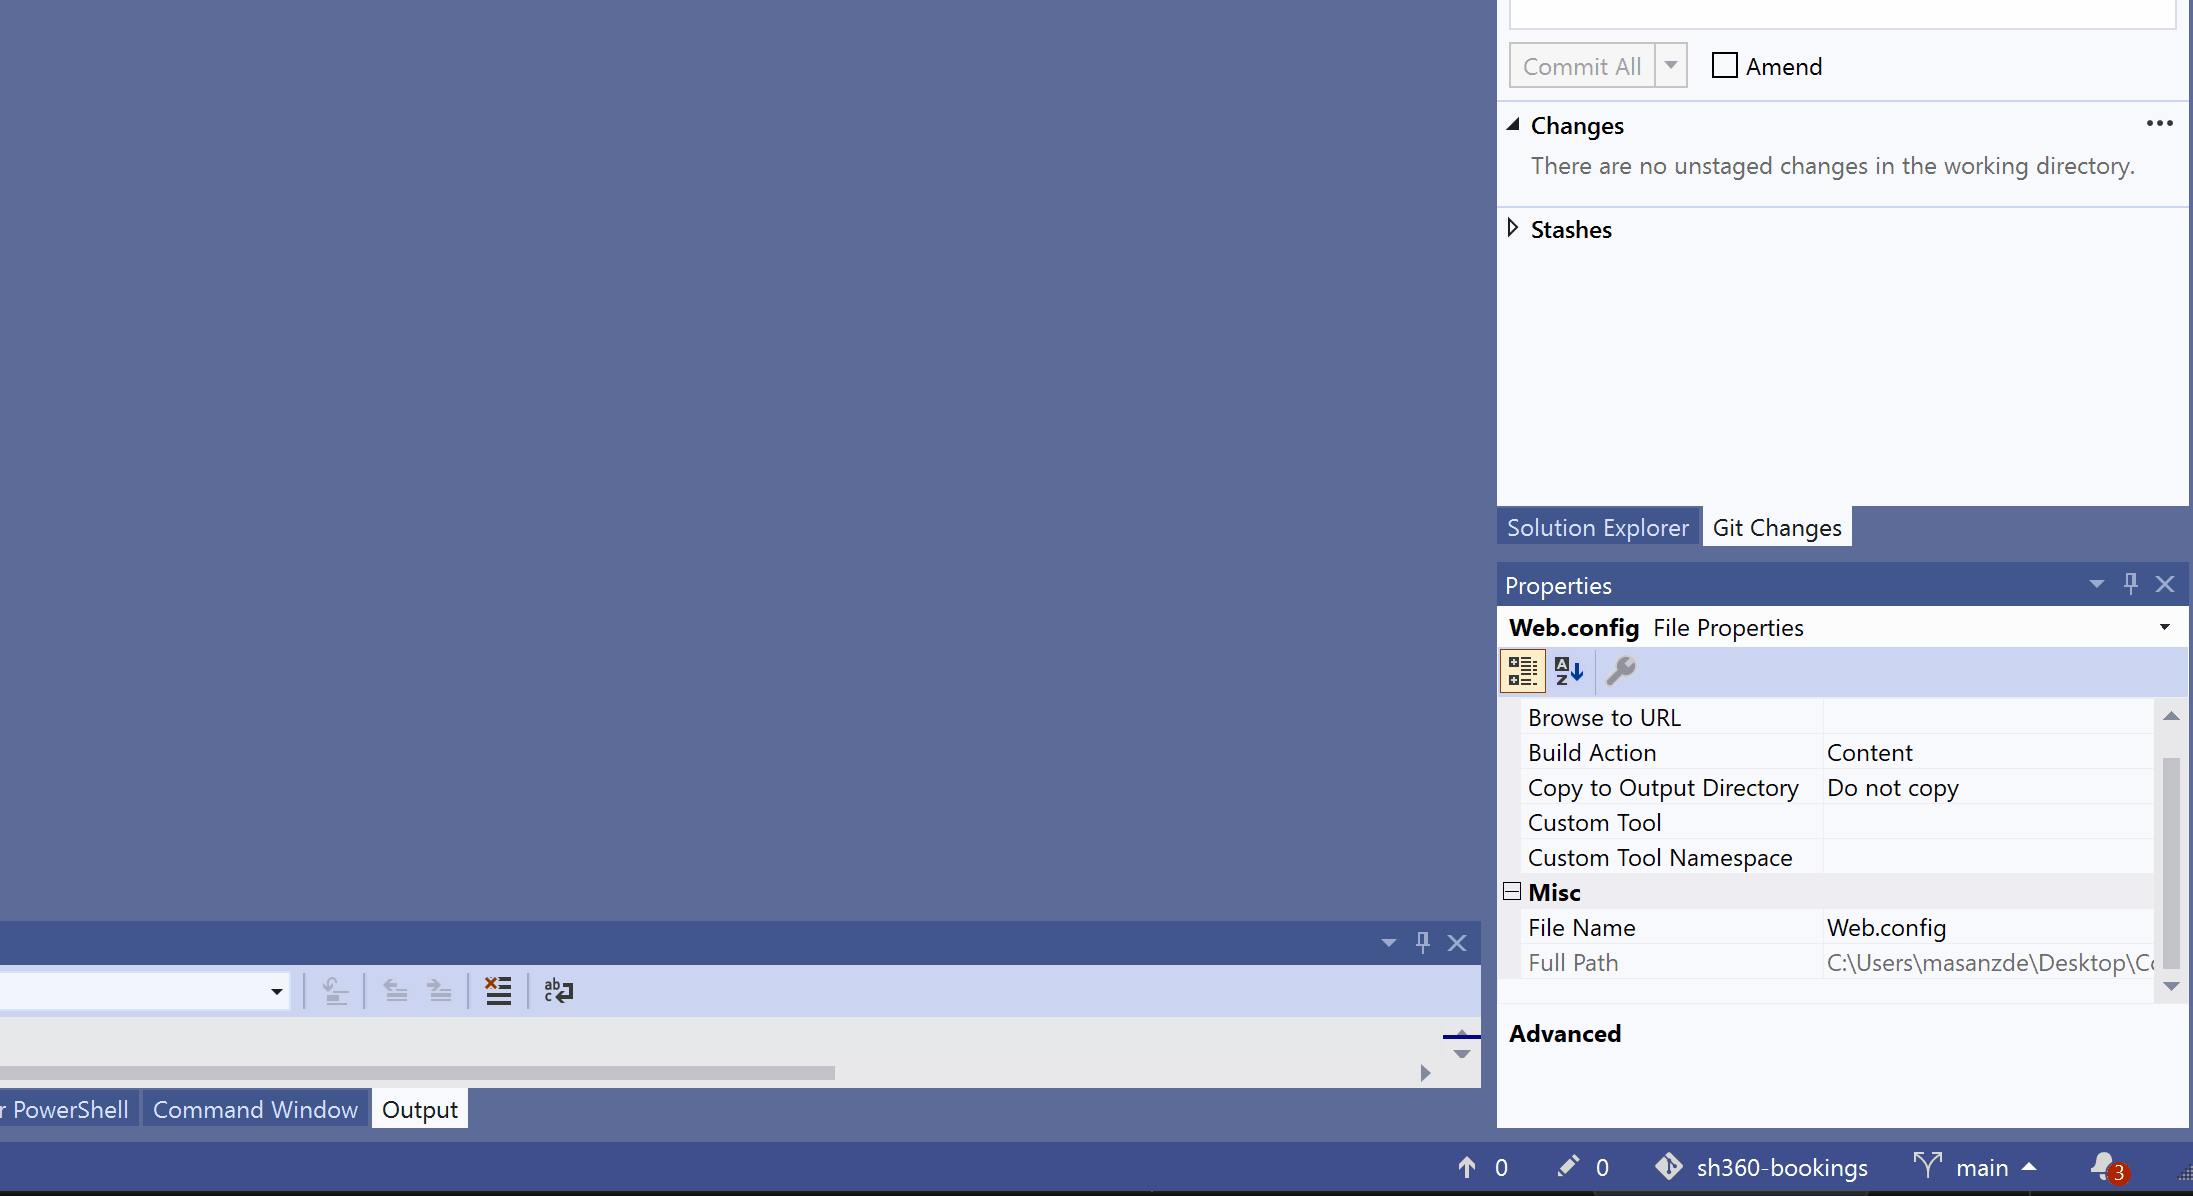 Commit All
Amend
Changes
There are no unstaged changes in the working directory.
Stashes
Solution Explorer Git Changes
Properties
Web.config File Properties
Browse to URL
Build Action Content
Copy to Output Directory Do not copy
Custom Tool
Custom Tool Namespace
Misc
File Name Web.config
Full Path C:\Users\masanzde\Desktop\Co
Advanced
r PowerShell Command Window Output
0 0 sh360-bookings main 3